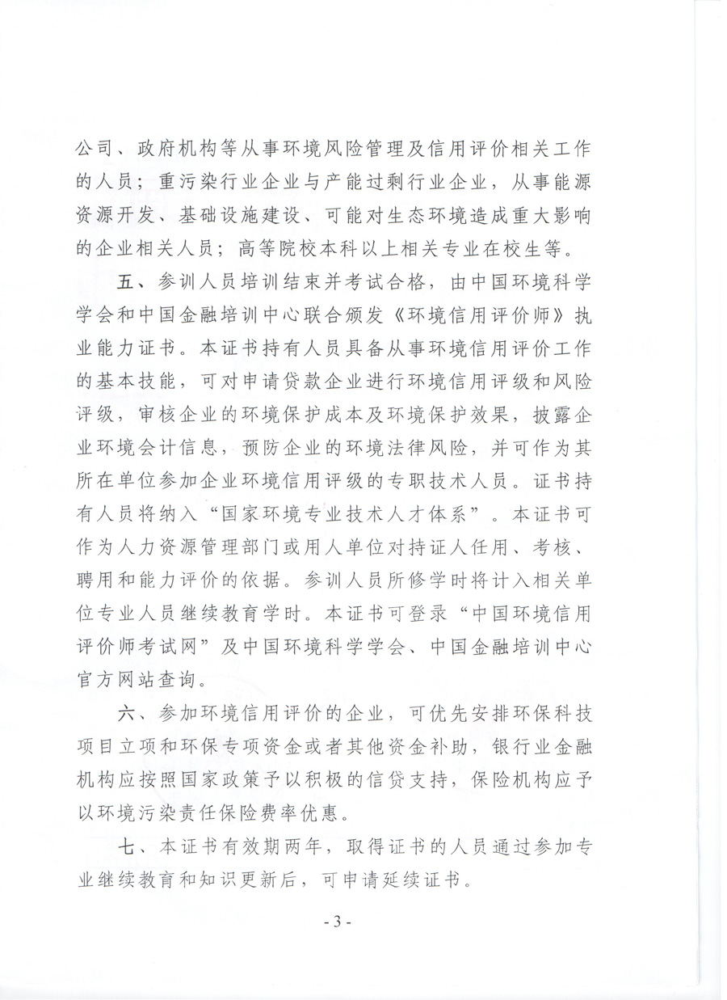 公司、政府机构等从事环境风险管理及信用评价相关工作
的人员；重污染行业企业与产能过剩行业企业，从事能源
资源开发、基础设施建设、可能对生态环境造成重大影响
的企业相关人员；高等院校本科以上相关专业在校生等。
五、参训人员培训结束并考试合格，由中国环境科学
学会和中国金融培训中心联合颁发《环境信用评价师》执
业能力证书。本证书持有人员具备从事环境信用评价工作
的基本技能，可对申请贷款企业进行环境信用评级和风险
评级，审核企业的环境保护成本及环境保护效果，披露企
业环境会计信息，预防企业的环境法律风险，并可作为其
所在单位参加企业环境信用评级的专职技术人员。证书持
有人员将纳入“国家环境专业技术人才体系”。本证书可
作为人力资源管理部门或用人单位对持证人任用、考核、
聘用和能力评价的依据。参训人员所修学时将计入相关单
位专业人员继续教育学时。本证书可登录“中国环境信用
评价师考试网”及中国环境科学学会、中国金融培训中心
官方网站查询。
六、参加环境信用评价的企业，可优先安排环保科技
项目立项和环保专项资金或者其他资金补助，银行业金融
机构应按照国家政策予以积极的信贷支持，保险机构应予
以环境污染责任保险费率优惠。
七、本证书有效期两年，取得证书的人员通过参加专
业继续教育和知识更新后，可申请延续证书。
- 3 -